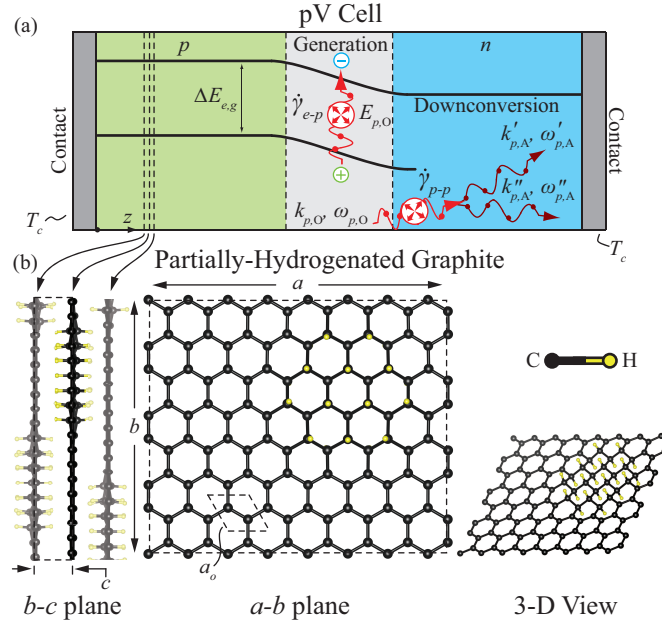 pV Cell
(a)
p
Generation
n
ΔE_{e,g}
γ̇_{e-p}
E_{p,O}
Downconversion
k′_{p,A}, ω′_{p,A}
γ̇_{p-p}
k″_{p,A}, ω″_{p,A}
k_{p,O}, ω_{p,O}
Contact
Contact
T_c
z
T_c
(b)
Partially-Hydrogenated Graphite
a
b
C
H
a_o
c
b-c plane
a-b plane
3-D View